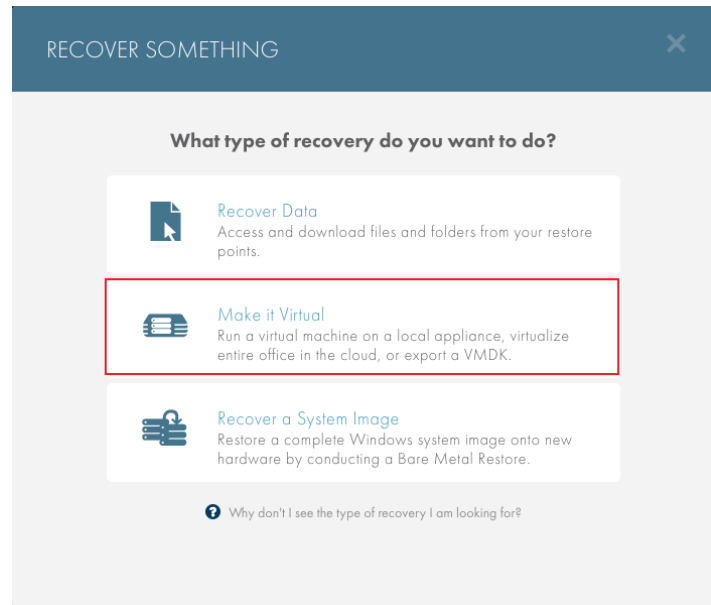 RECOVER SOMETHING
What type of recovery do you want to do?
Recover Data
Access and download files and folders from your restore
points.
Make it Virtual
Run a virtual machine on a local appliance, virtualize
entire office in the cloud, or export a VMDK.
Recover a System Image
Restore a complete Windows system image onto new
hardware by conducting a Bare Metal Restore.
? Why don't I see the type of recovery I am looking for?